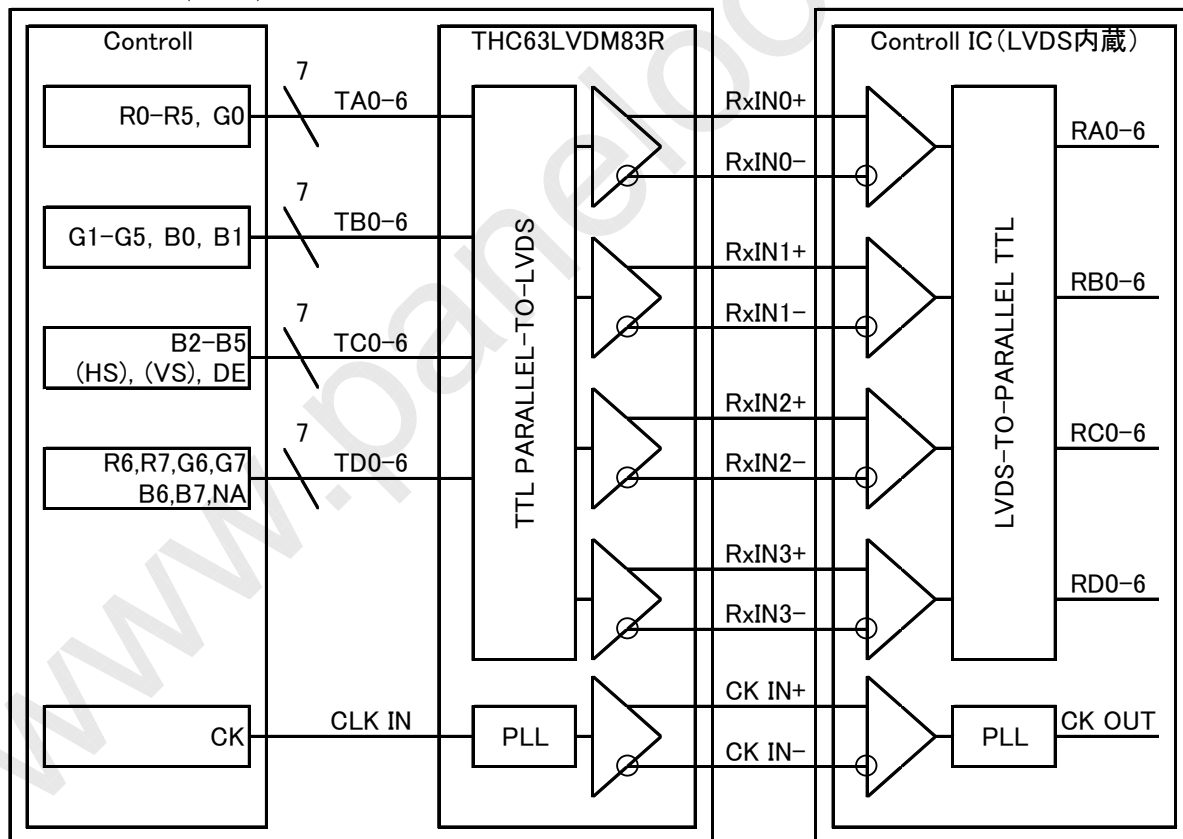 Controll
THC63LVDM83R
Controll IC(LVDS内蔵)
R0-R5, G0
7
TA0-6
RxIN0+
RxIN0-
RA0-6
G1-G5, B0, B1
7
TB0-6
RxIN1+
RxIN1-
RB0-6
B2-B5
(HS), (VS), DE
7
TC0-6
RxIN2+
RxIN2-
RC0-6
R6,R7,G6,G7
B6,B7,NA
7
TD0-6
RxIN3+
RxIN3-
RD0-6
TTL PARALLEL-TO-LVDS
LVDS-TO-PARALLEL TTL
CK
CLK IN
PLL
CK IN+
CK IN-
PLL
CK OUT
www.paneloo